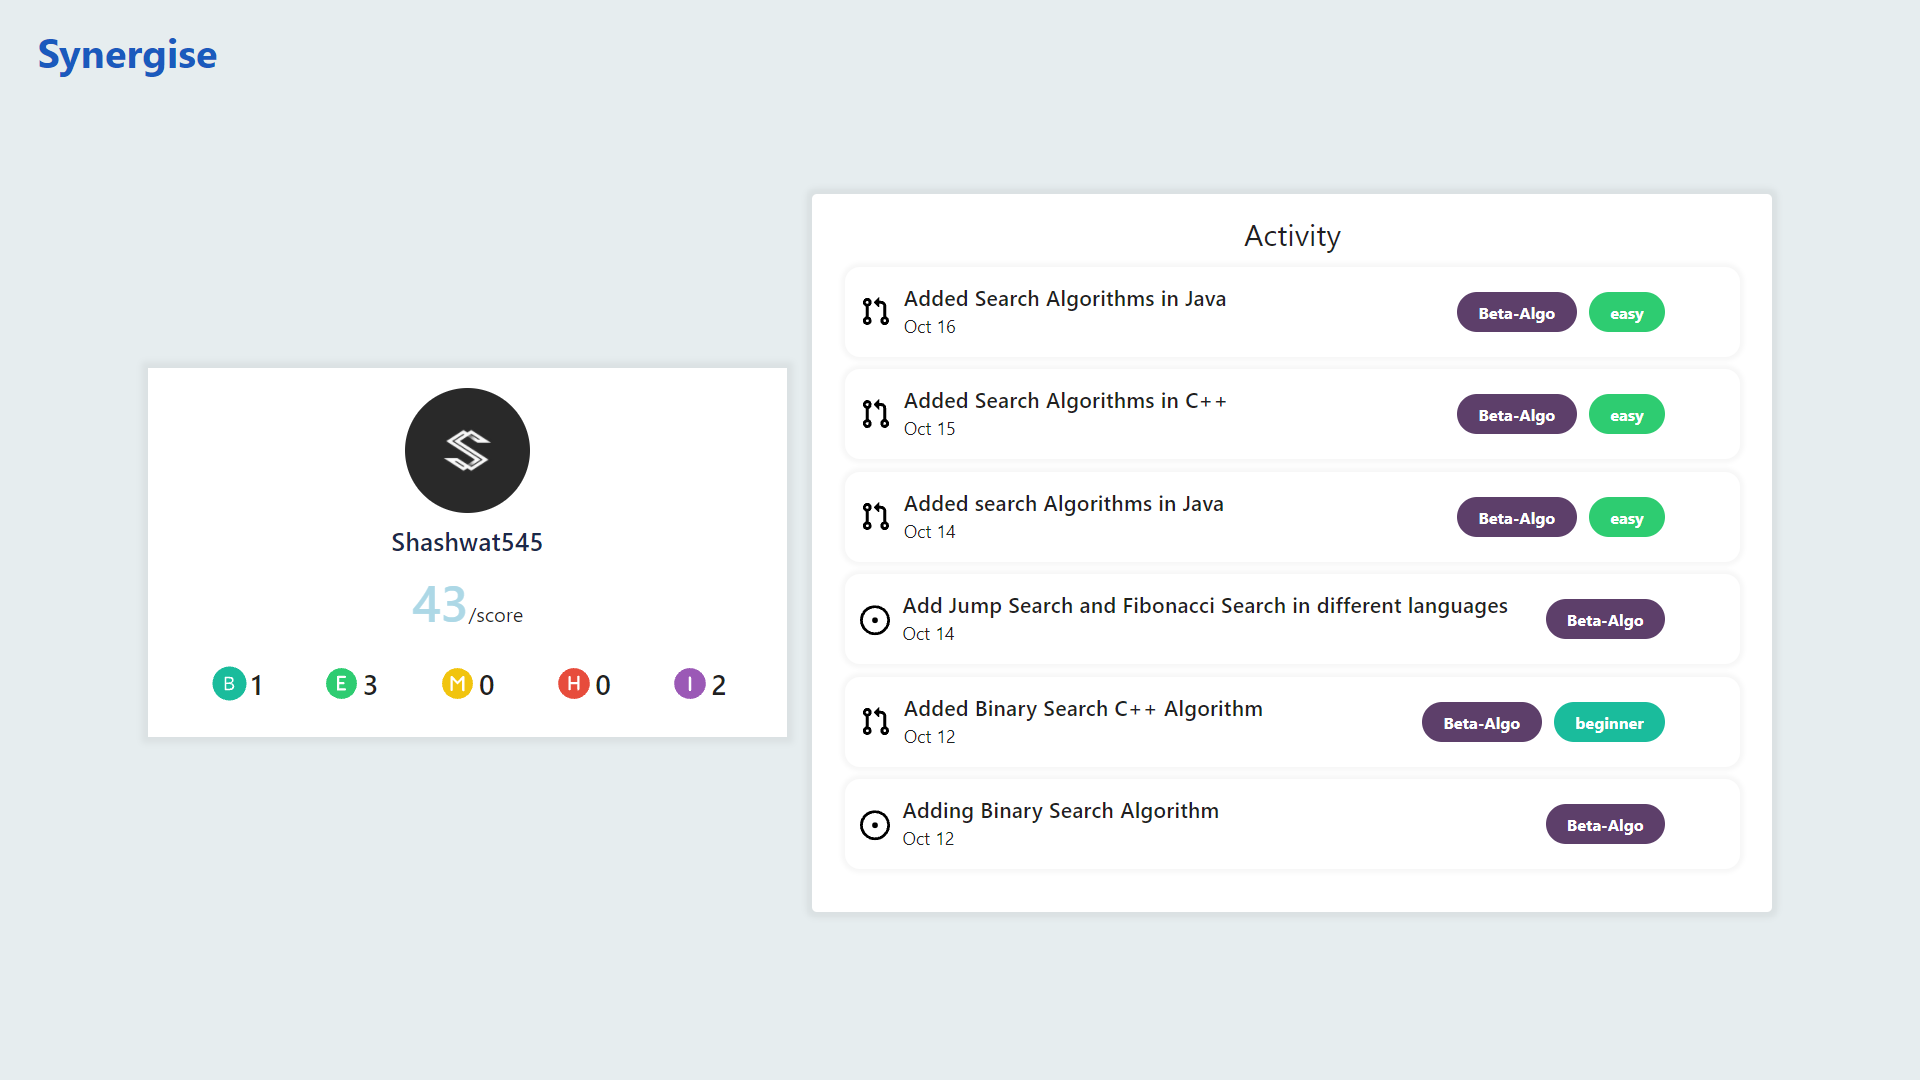 Synergise
Shashwat545
43/score
B 1 E 3 M 0 H 0 I 2
Activity
Added Search Algorithms in Java
Oct 16
Beta-Algo easy
Added Search Algorithms in C++
Oct 15
Beta-Algo easy
Added search Algorithms in Java
Oct 14
Beta-Algo easy
Add Jump Search and Fibonacci Search in different languages
Oct 14
Beta-Algo
Added Binary Search C++ Algorithm
Oct 12
Beta-Algo beginner
Adding Binary Search Algorithm
Oct 12
Beta-Algo